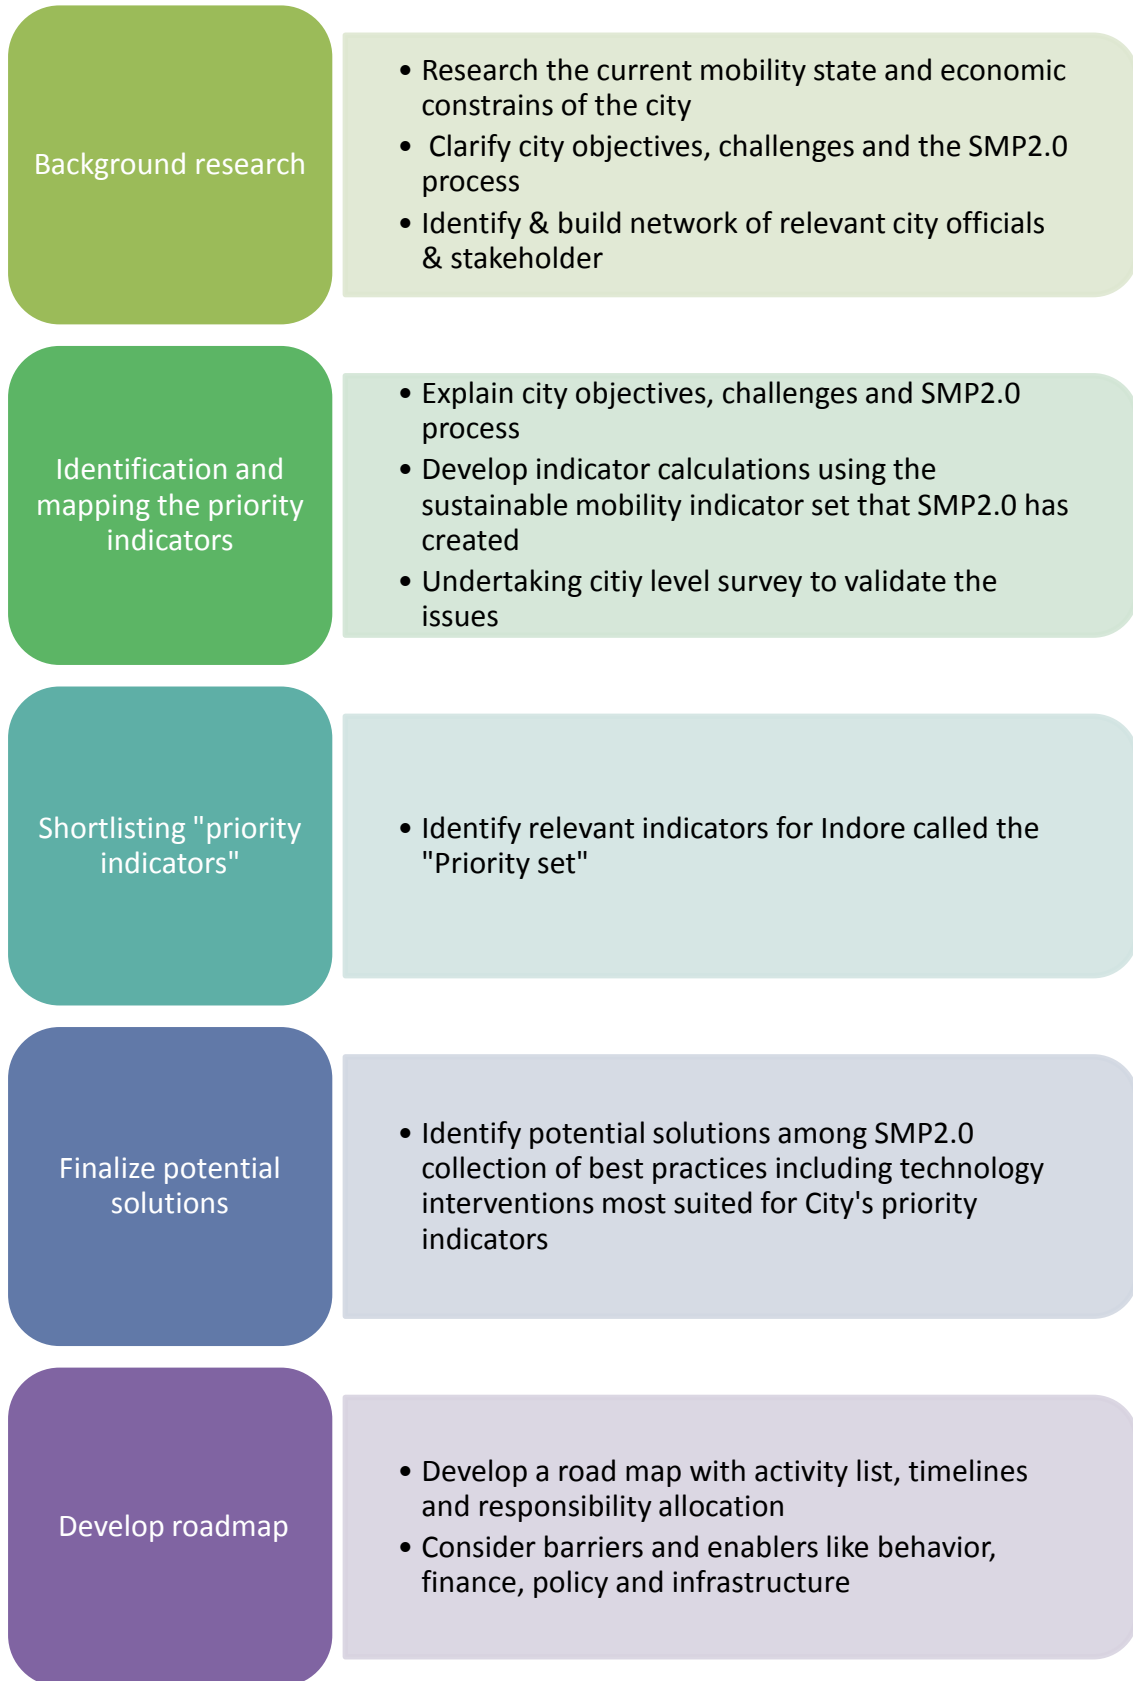 Background research
• Research the current mobility state and economic
constrains of the city
• Clarify city objectives, challenges and the SMP2.0
process
• Identify & build network of relevant city officials
& stakeholder
Identification and
mapping the priority
indicators
• Explain city objectives, challenges and SMP2.0
process
• Develop indicator calculations using the
sustainable mobility indicator set that SMP2.0 has
created
• Undertaking citiy level survey to validate the
issues
Shortlisting "priority
indicators"
• Identify relevant indicators for Indore called the
"Priority set"
Finalize potential
solutions
• Identify potential solutions among SMP2.0
collection of best practices including technology
interventions most suited for City's priority
indicators
Develop roadmap
• Develop a road map with activity list, timelines
and responsibility allocation
• Consider barriers and enablers like behavior,
finance, policy and infrastructure